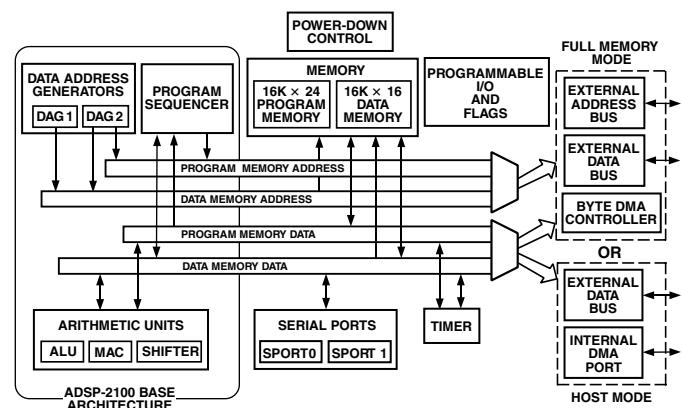 POWER-DOWN
CONTROL
FULL MEMORY
MODE
DATA ADDRESS
GENERATORS
DAG 1
DAG 2
PROGRAM
SEQUENCER
MEMORY
16K × 24
PROGRAM
MEMORY
16K × 16
DATA
MEMORY
PROGRAMMABLE
I/O
AND
FLAGS
EXTERNAL
ADDRESS
BUS
EXTERNAL
DATA
BUS
BYTE DMA
CONTROLLER
PROGRAM MEMORY ADDRESS
DATA MEMORY ADDRESS
PROGRAM MEMORY DATA
DATA MEMORY DATA
OR
EXTERNAL
DATA
BUS
INTERNAL
DMA
PORT
HOST MODE
ARITHMETIC UNITS
ALU
MAC
SHIFTER
SERIAL PORTS
SPORT0
SPORT 1
TIMER
ADSP-2100 BASE
ARCHITECTURE